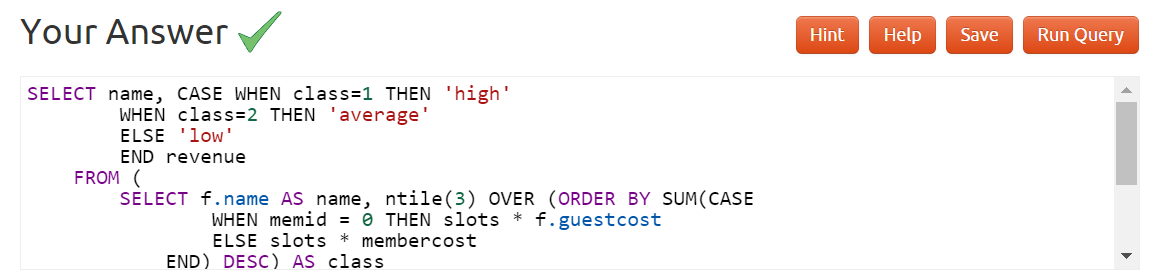 Your Answer
Hint Help Save Run Query
SELECT name, CASE WHEN class=1 THEN 'high'
WHEN class=2 THEN 'average'
ELSE 'low'
END revenue
FROM (
SELECT f.name AS name, ntile(3) OVER (ORDER BY SUM(CASE
WHEN memid = 0 THEN slots * f.guestcost
ELSE slots * membercost
END) DESC) AS class